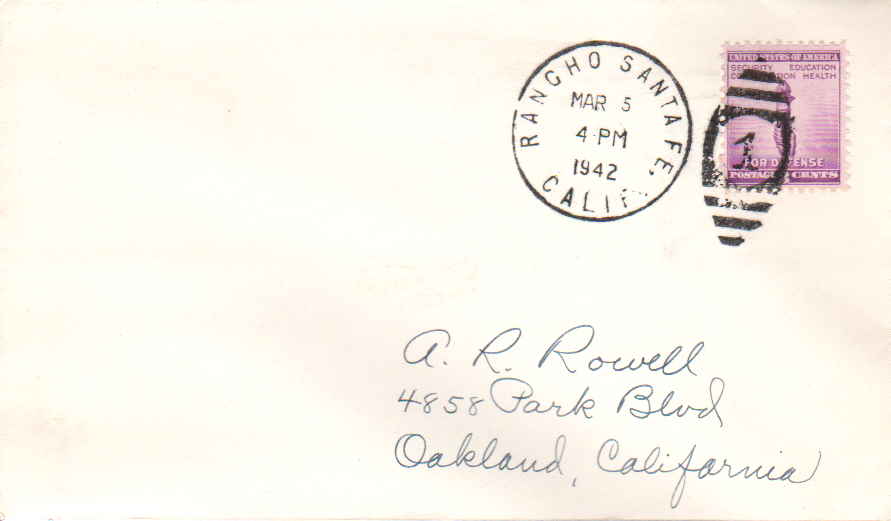 RANCHO SANTA FE,
MAR 5
4 PM
1942
CALIF
UNITED STATES OF AMERICA
SECURITY EDUCATION
HEALTH
1
FOR DEFENSE
POSTAGE CENTS
A. R. Rowell
4858 Park Blvd
Oakland, California